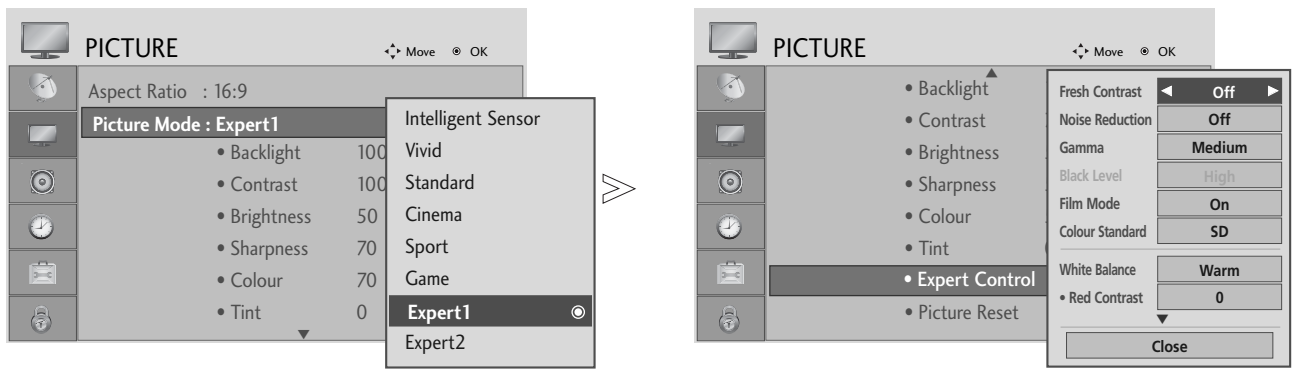 PICTURE
Move OK
Aspect Ratio : 16:9
Picture Mode : Expert1
• Backlight 100
• Contrast 100
• Brightness 50
• Sharpness 70
• Colour 70
• Tint 0
Intelligent Sensor
Vivid
Standard
Cinema
Sport
Game
Expert1
Expert2
PICTURE
Move OK
• Backlight
• Contrast
• Brightness
• Sharpness
• Colour
• Tint
• Expert Control
• Picture Reset
Fresh Contrast Off
Noise Reduction Off
Gamma Medium
Black Level High
Film Mode On
Colour Standard SD
White Balance Warm
• Red Contrast 0
Close